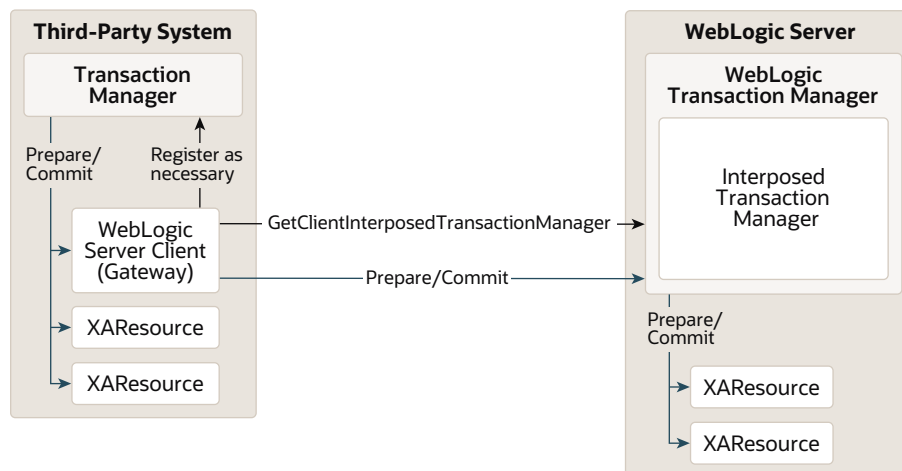 Third-Party System
Transaction
Manager
Prepare/
Commit
Register as
necessary
WebLogic
Server Client
(Gateway)
XAResource
XAResource
GetClientInterposedTransactionManager
Prepare/Commit
WebLogic Server
WebLogic
Transaction Manager
Interposed
Transaction
Manager
Prepare/
Commit
XAResource
XAResource